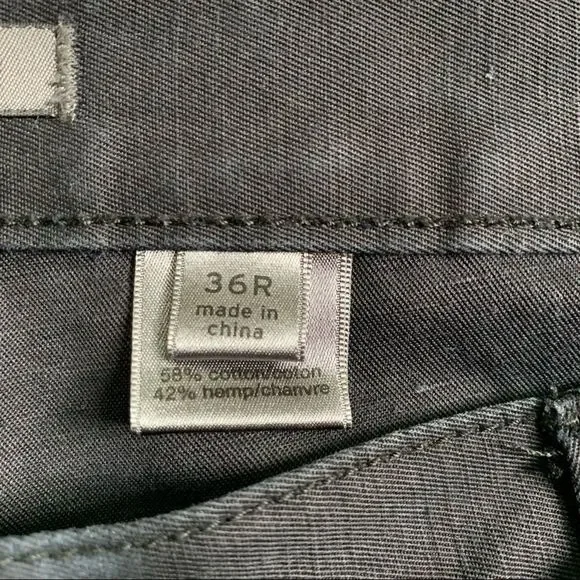 36R
made in
china
58% cotton/coton
42% hemp/chanvre